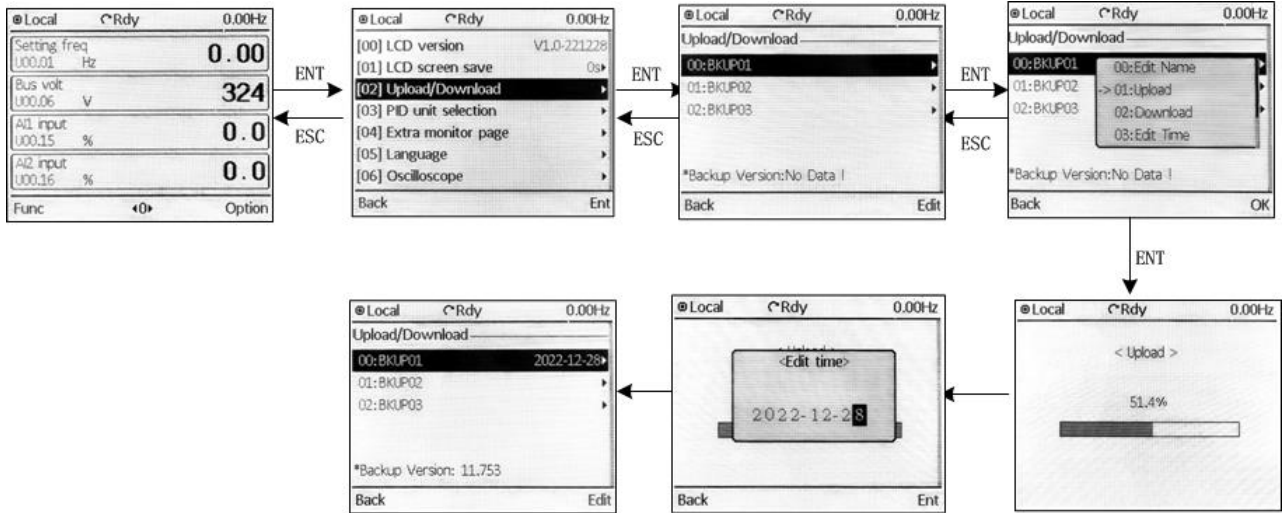 Local Rdy 0.00Hz
Setting freq
U00.01 Hz 0.00
Bus volt
U00.06 V 324
AI1 input
U00.15 % 0.0
AI2 input
U00.16 % 0.0
Func 0 Option
ENT
ESC
Local Rdy 0.00Hz
[00] LCD version V1.0-221228
[01] LCD screen save 0s
[02] Upload/Download
[03] PID unit selection
[04] Extra monitor page
[05] Language
[06] Oscilloscope
Back Ent
ENT
ESC
Local Rdy 0.00Hz
Upload/Download
00:BKUP01
01:BKUP02
02:BKUP03
*Backup Version:No Data !
Back Edit
ENT
ESC
Local Rdy 0.00Hz
Upload/Download
00:BKUP01
01:BKUP02
02:BKUP03
00:Edit Name
-> 01:Upload
02:Download
03:Edit Time
*Backup Version:No Data !
Back OK
ENT
Local Rdy 0.00Hz
< Upload >
51.4%
Local Rdy 0.00Hz
<Edit time>
2022-12-28
Back Ent
Local Rdy 0.00Hz
Upload/Download
00:BKUP01 2022-12-28
01:BKUP02
02:BKUP03
*Backup Version: 11.753
Back Edit